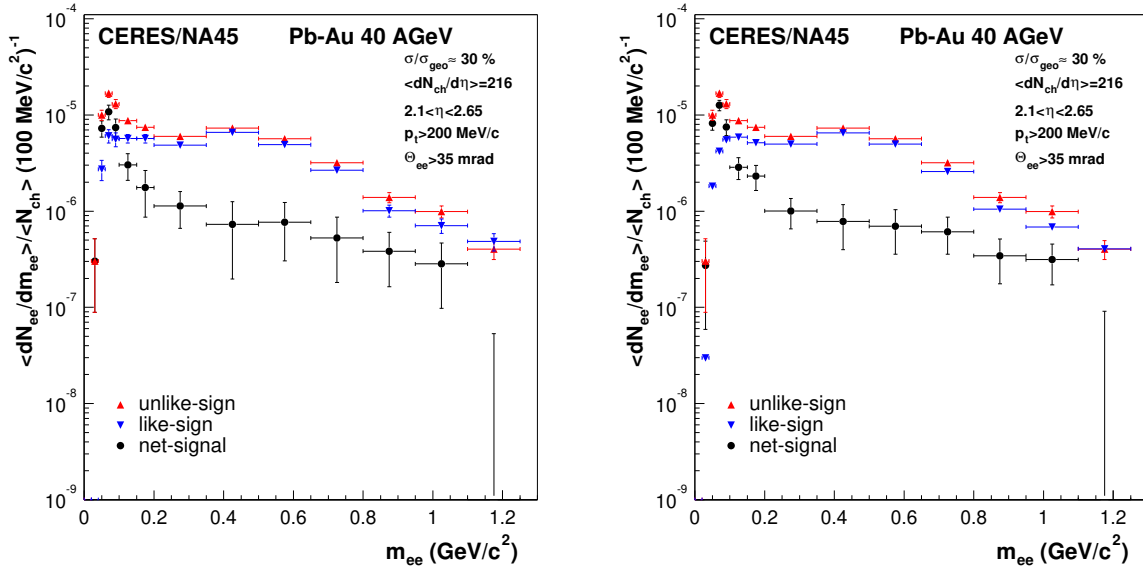 CERES/NA45 Pb-Au 40 AGeV
σ/σgeo≈ 30 %
<dNch/dη>=216
2.1<η<2.65
pt>200 MeV/c
Θee>35 mrad
<dNee/dmee>/<Nch> (100 MeV/c²)⁻¹
10⁻¹
10⁻⁴
10⁻⁵
10⁻⁶
10⁻⁷
10⁻⁸
10⁻⁹
unlike-sign
like-sign
net-signal
0 0.2 0.4 0.6 0.8 1 1.2
mee (GeV/c²)
CERES/NA45 Pb-Au 40 AGeV
σ/σgeo≈ 30 %
<dNch/dη>=216
2.1<η<2.65
pt>200 MeV/c
Θee>35 mrad
<dNee/dmee>/<Nch> (100 MeV/c²)⁻¹
10⁻⁴
10⁻⁵
10⁻⁶
10⁻⁷
10⁻⁸
10⁻⁹
unlike-sign
like-sign
net-signal
0 0.2 0.4 0.6 0.8 1 1.2
mee (GeV/c²)